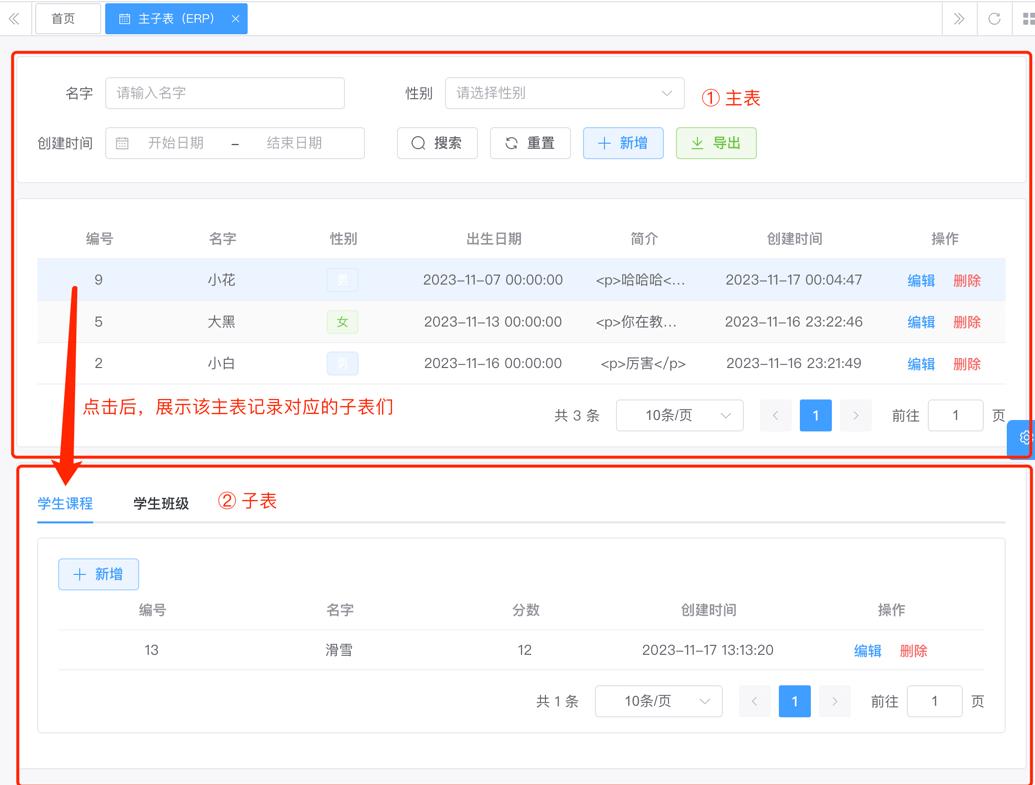 首页 主子表（ERP）
名字 请输入名字 性别 请选择性别 ① 主表
创建时间 开始日期 – 结束日期 搜索 重置 新增 导出
编号 名字 性别 出生日期 简介 创建时间 操作
9 小花 男 2023-11-07 00:00:00 <p>哈哈哈<... 2023-11-17 00:04:47 编辑 删除
5 大黑 女 2023-11-13 00:00:00 <p>你在教... 2023-11-16 23:22:46 编辑 删除
2 小白 男 2023-11-16 00:00:00 <p>厉害</p> 2023-11-16 23:21:49 编辑 删除
点击后，展示该主表记录对应的子表们
共 3 条 10条/页 1 前往 1 页
学生课程 学生班级 ② 子表
新增
编号 名字 分数 创建时间 操作
13 滑雪 12 2023-11-17 13:13:20 编辑 删除
共 1 条 10条/页 1 前往 1 页